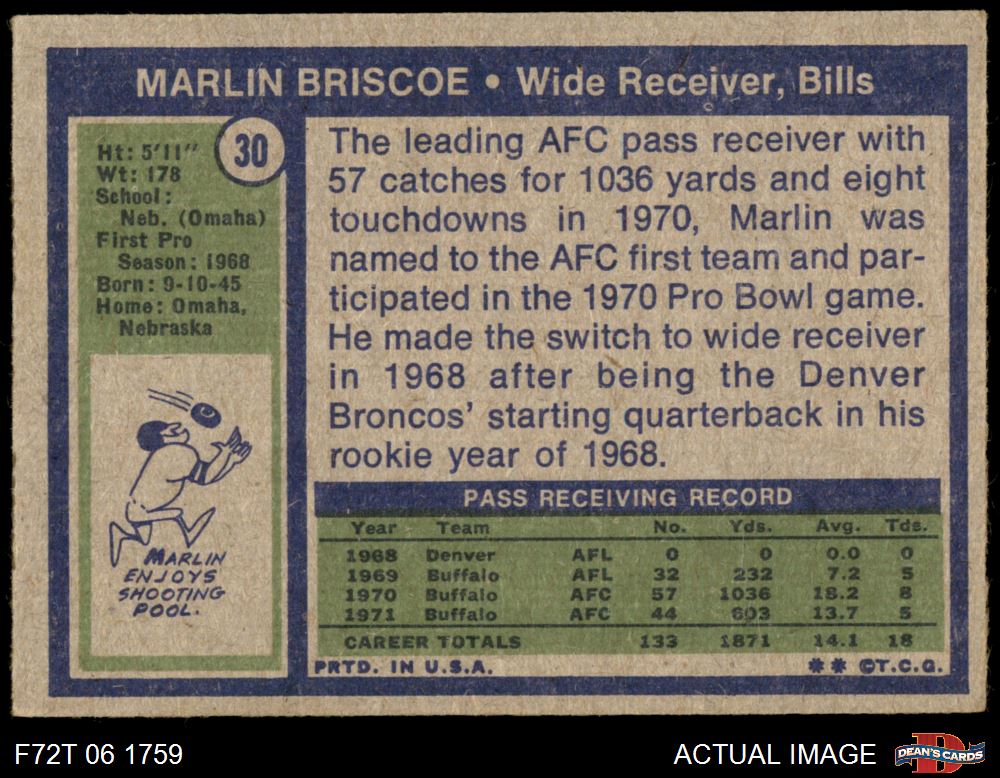 MARLIN BRISCOE • Wide Receiver, Bills
30
Ht: 5'11"
Wt: 178
School:
Neb. (Omaha)
First Pro
Season: 1968
Born: 9-10-45
Home: Omaha,
Nebraska
MARLIN
ENJOYS
SHOOTING
POOL.
The leading AFC pass receiver with
57 catches for 1036 yards and eight
touchdowns in 1970, Marlin was
named to the AFC first team and par-
ticipated in the 1970 Pro Bowl game.
He made the switch to wide receiver
in 1968 after being the Denver
Broncos' starting quarterback in his
rookie year of 1968.
PASS RECEIVING RECORD
Year Team No. Yds. Avg. Tds.
1968 Denver AFL 0 0 0.0 0
1969 Buffalo AFL 32 232 7.2 5
1970 Buffalo AFC 57 1036 18.2 8
1971 Buffalo AFC 44 603 13.7 5
CAREER TOTALS 133 1871 14.1 18
PRTD. IN U.S.A. ** ©T.C.G.
F72T 06 1759 ACTUAL IMAGE
D
DEAN'S CARDS